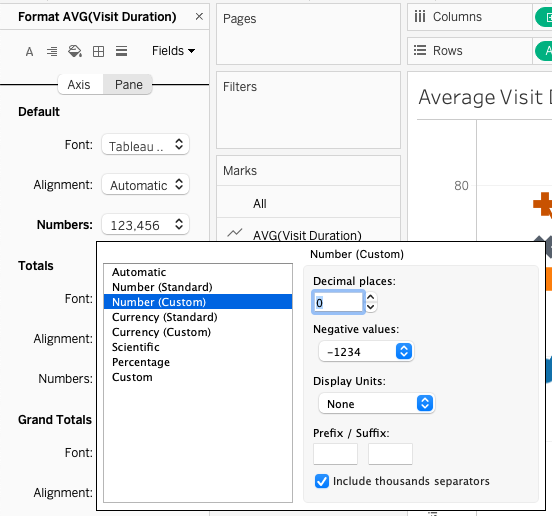 Format AVG(Visit Duration) ×
A Fields
Axis Pane
Default
Font: Tableau ..
Alignment: Automatic
Numbers: 123,456
Totals
Font:
Alignment:
Numbers:
Grand Totals
Font:
Alignment:
Pages
Filters
Marks
All
AVG(Visit Duration)
Columns
Rows
A
Average Visit
80
Automatic
Number (Standard)
Number (Custom)
Currency (Standard)
Currency (Custom)
Scientific
Percentage
Custom
Number (Custom)
Decimal places:
0
Negative values:
-1234
Display Units:
None
Prefix / Suffix:
Include thousands separators